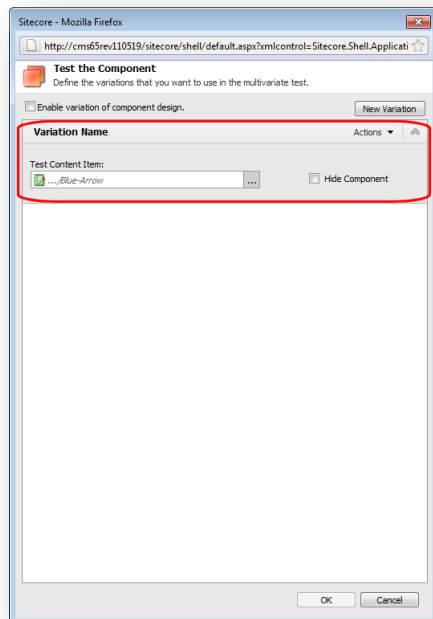 Sitecore - Mozilla Firefox
http://cms65rev110519/sitecore/shell/default.aspx?xmlcontrol=Sitecore.Shell.Applicati
Test the Component
Define the variations that you want to use in the multivariate test.
Enable variation of component design. New Variation
Variation Name Actions
Test Content Item:
.../Blue-Arrow ... Hide Component
OK Cancel